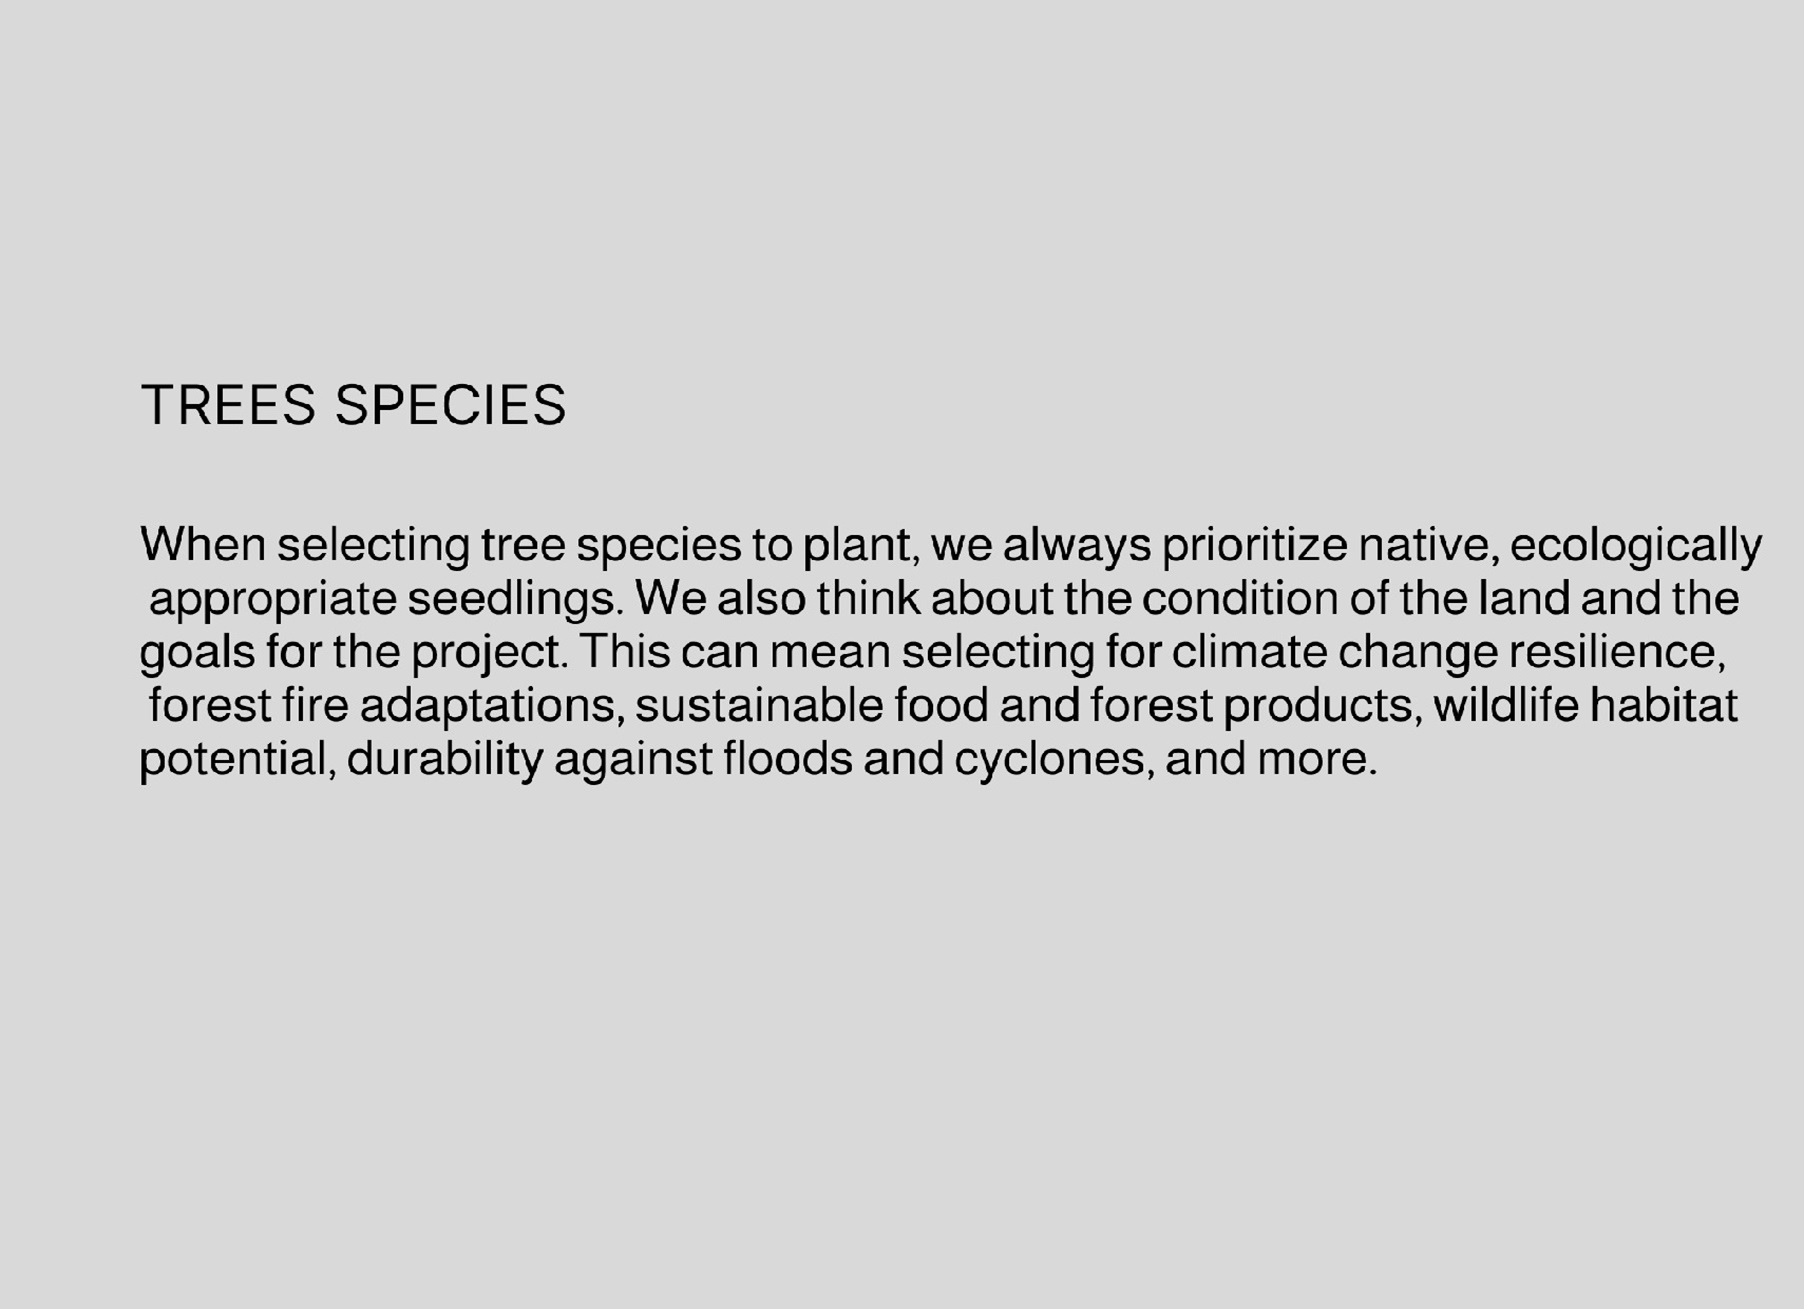 TREES SPECIES
When selecting tree species to plant, we always prioritize native, ecologically
appropriate seedlings. We also think about the condition of the land and the
goals for the project. This can mean selecting for climate change resilience,
forest fire adaptations, sustainable food and forest products, wildlife habitat
potential, durability against floods and cyclones, and more.